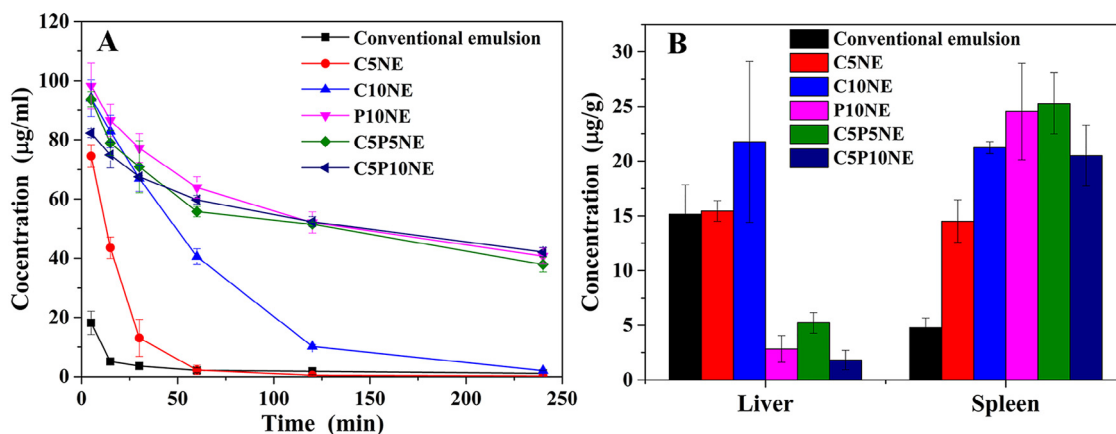 A
Conventional emulsion
C5NE
C10NE
P10NE
C5P5NE
C5P10NE
Cocentration (μg/ml)
120
100
80
60
40
20
0
0 50 100 150 200 250
Time (min)
B
Conventional emulsion
C5NE
C10NE
P10NE
C5P5NE
C5P10NE
Concentration (μg/g)
30
25
20
15
10
5
0
Liver Spleen